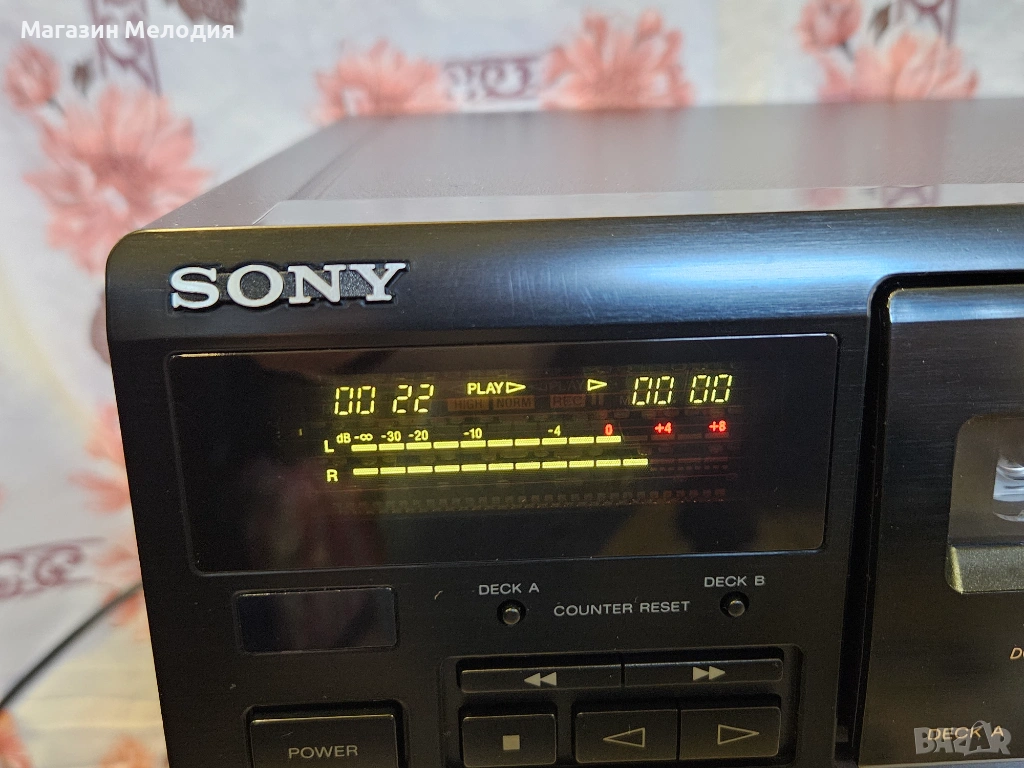 Магазин Мелодия
SONY
00 22 PLAY 00 00
HIGH NORM REC
L dB -∞ -30 -20 -10 -4 0 +4 +8
R
DECK A DECK B
COUNTER RESET
POWER
DECK A
BAZAR